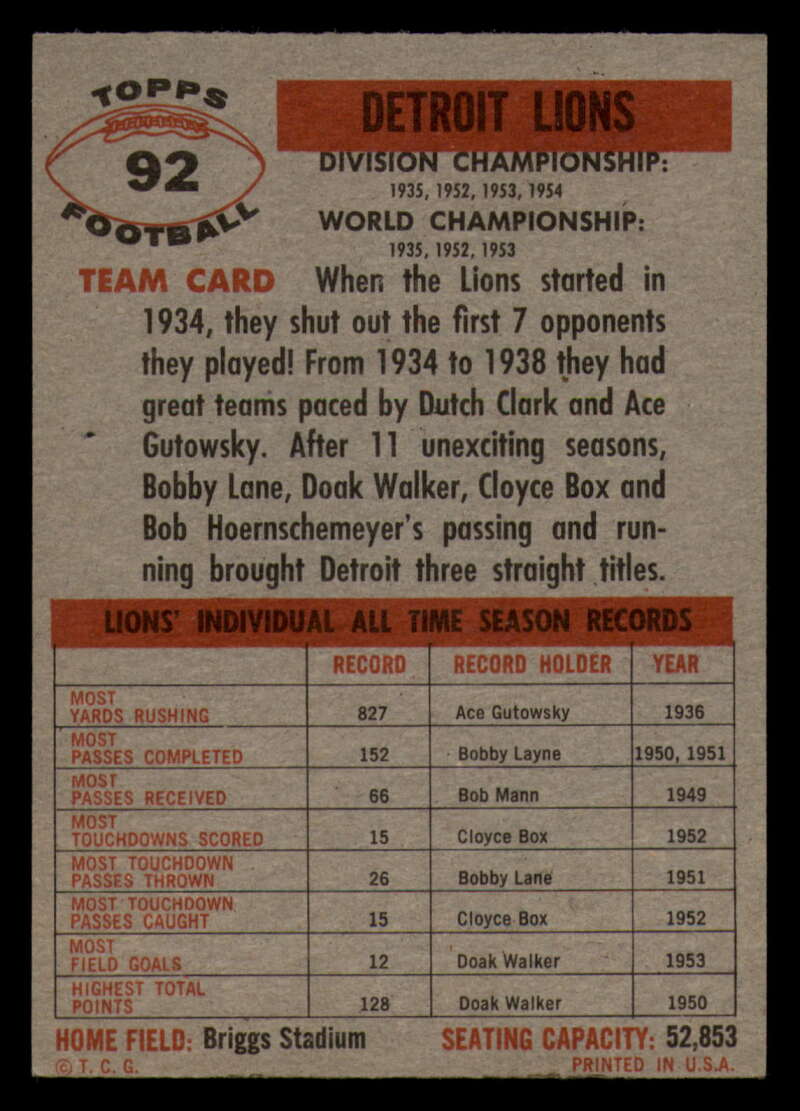 TOPPS
92
FOOTBALL
DETROIT LIONS
DIVISION CHAMPIONSHIP:
1935, 1952, 1953, 1954
WORLD CHAMPIONSHIP:
1935, 1952, 1953
TEAM CARD When the Lions started in
1934, they shut out the first 7 opponents
they played! From 1934 to 1938 they had
great teams paced by Dutch Clark and Ace
Gutowsky. After 11 unexciting seasons,
Bobby Lane, Doak Walker, Cloyce Box and
Bob Hoernschemeyer's passing and run-
ning brought Detroit three straight titles.
LIONS' INDIVIDUAL ALL TIME SEASON RECORDS
RECORD RECORD HOLDER YEAR
MOST
YARDS RUSHING 827 Ace Gutowsky 1936
MOST
PASSES COMPLETED 152 Bobby Layne 1950, 1951
MOST
PASSES RECEIVED 66 Bob Mann 1949
MOST
TOUCHDOWNS SCORED 15 Cloyce Box 1952
MOST TOUCHDOWN
PASSES THROWN 26 Bobby Lane 1951
MOST TOUCHDOWN
PASSES CAUGHT 15 Cloyce Box 1952
MOST
FIELD GOALS 12 Doak Walker 1953
HIGHEST TOTAL
POINTS 128 Doak Walker 1950
HOME FIELD: Briggs Stadium SEATING CAPACITY: 52,853
© T. C. G. PRINTED IN U.S.A.